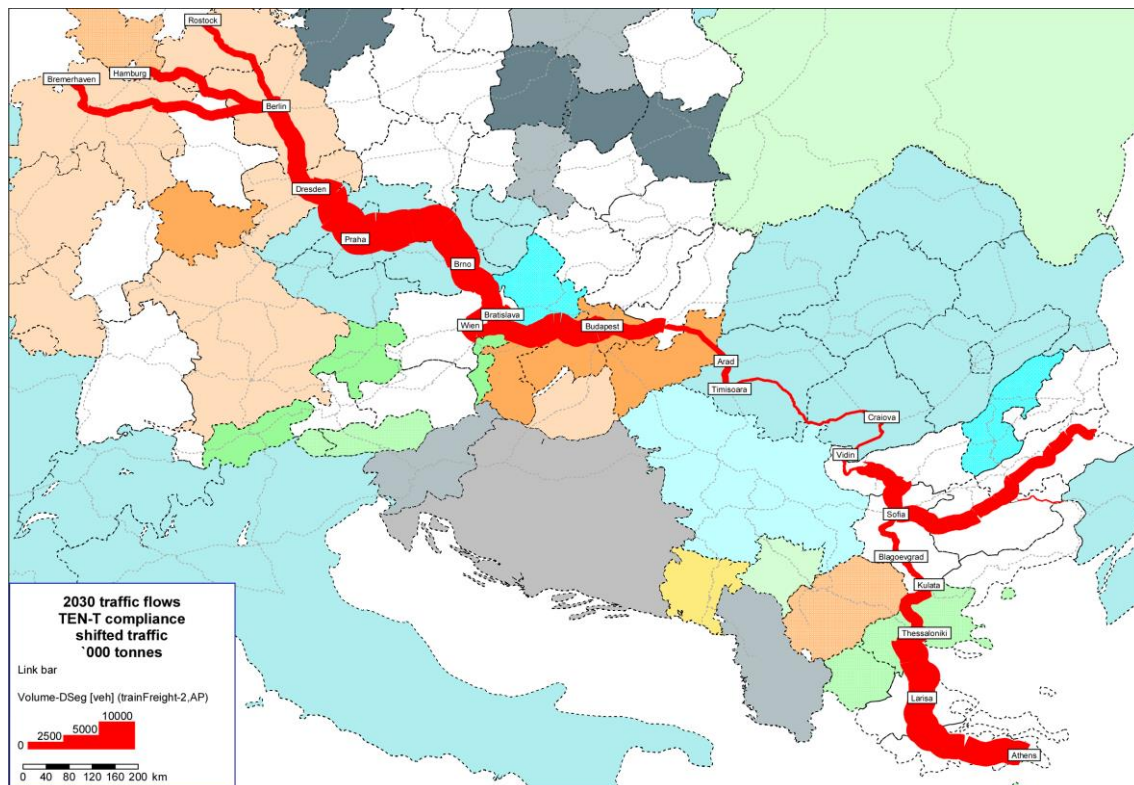 Rostock
Hamburg
Bremerhaven
Berlin
Dresden
Praha
Brno
Bratislava
Wien
Budapest
Arad
Timisoara
Craiova
Vidin
Sofia
Blagoevgrad
Kulata
Thessaloniki
Larisa
Athens
2030 traffic flows
TEN-T compliance
shifted traffic
`000 tonnes
Link bar
Volume-DSeg [veh] (trainFreight-2,AP)
0 2500 5000 10000
0 40 80 120 160 200 km